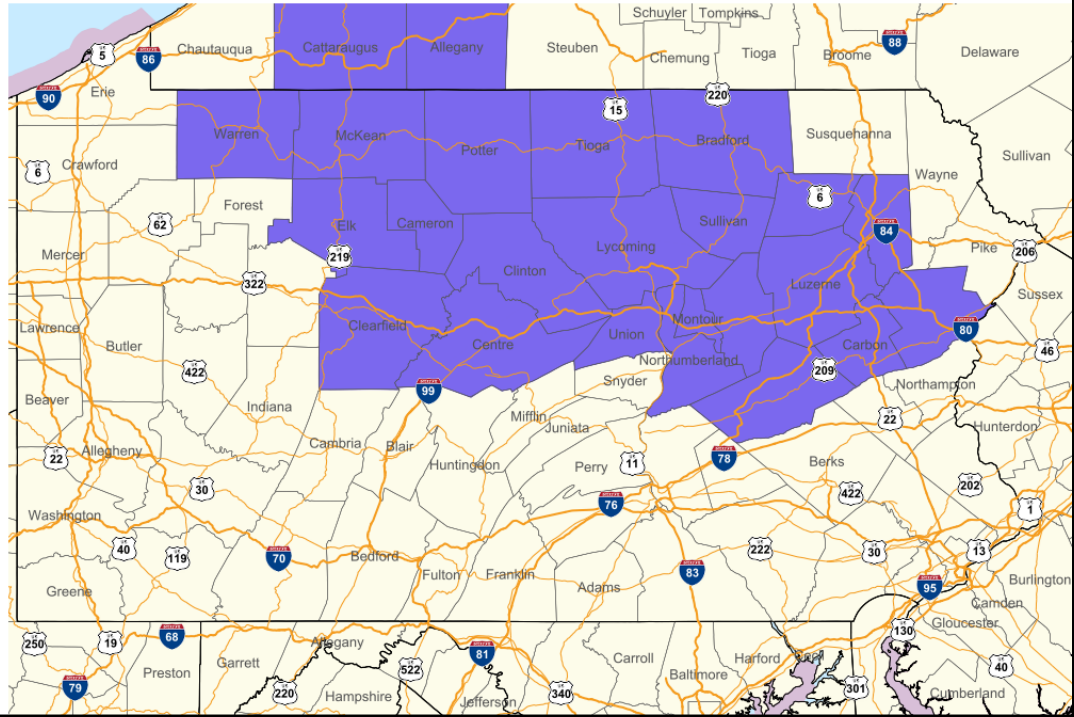 Schuyler Tompkins
5
86
Chautauqua
Cattaraugus
Allegany
Steuben
Chemung
Tioga
Broome
88
Delaware
90
Erie
15
220
Warren
McKean
Potter
Tioga
Bradford
Susquehanna
Sullivan
Crawford
6
Wayne
6
Forest
62
Elk
Cameron
Sullivan
84
Pike
206
Mercer
219
322
Lycoming
Clinton
Luzerne
Sussex
Lawrence
Butler
Clearfield
Centre
Union
Montour
Carbon
80
46
422
99
Northumberland
Snyder
209
Northampton
Beaver
Indiana
Mifflin
Juniata
22
Hunterdon
22
Allegheny
Cambria
Blair
Huntingdon
Perry
11
78
Berks
30
422
202
76
1
Washington
40
119
70
Bedford
Fulton
Franklin
Adams
83
222
30
13
95
Burlington
Greene
Camden
Gloucester
250
19
68
Allegany
81
130
Preston
Garrett
522
Carroll
Harford
Cecil
40
79
220
Hampshire
Jefferson
340
Baltimore
301
Cumberland